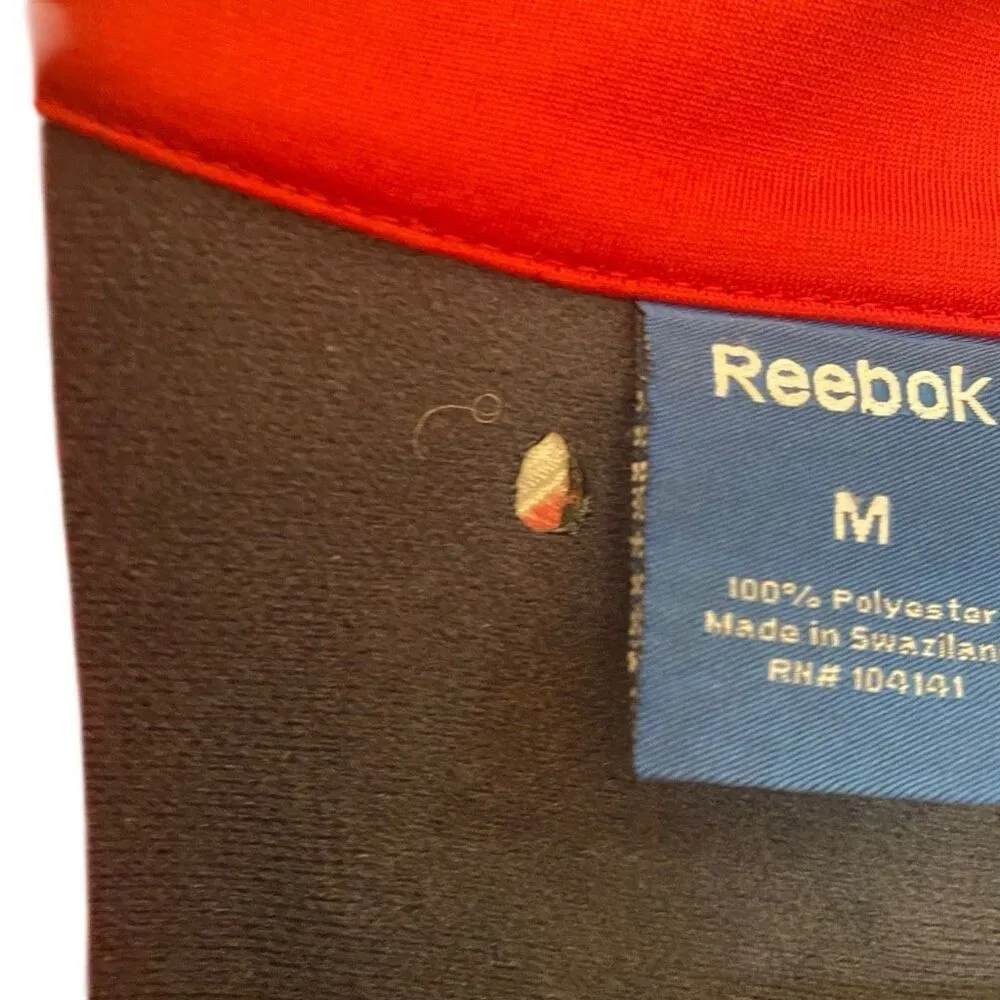 Reebok
M
100% Polyester
Made in Swazilan
RN# 104141